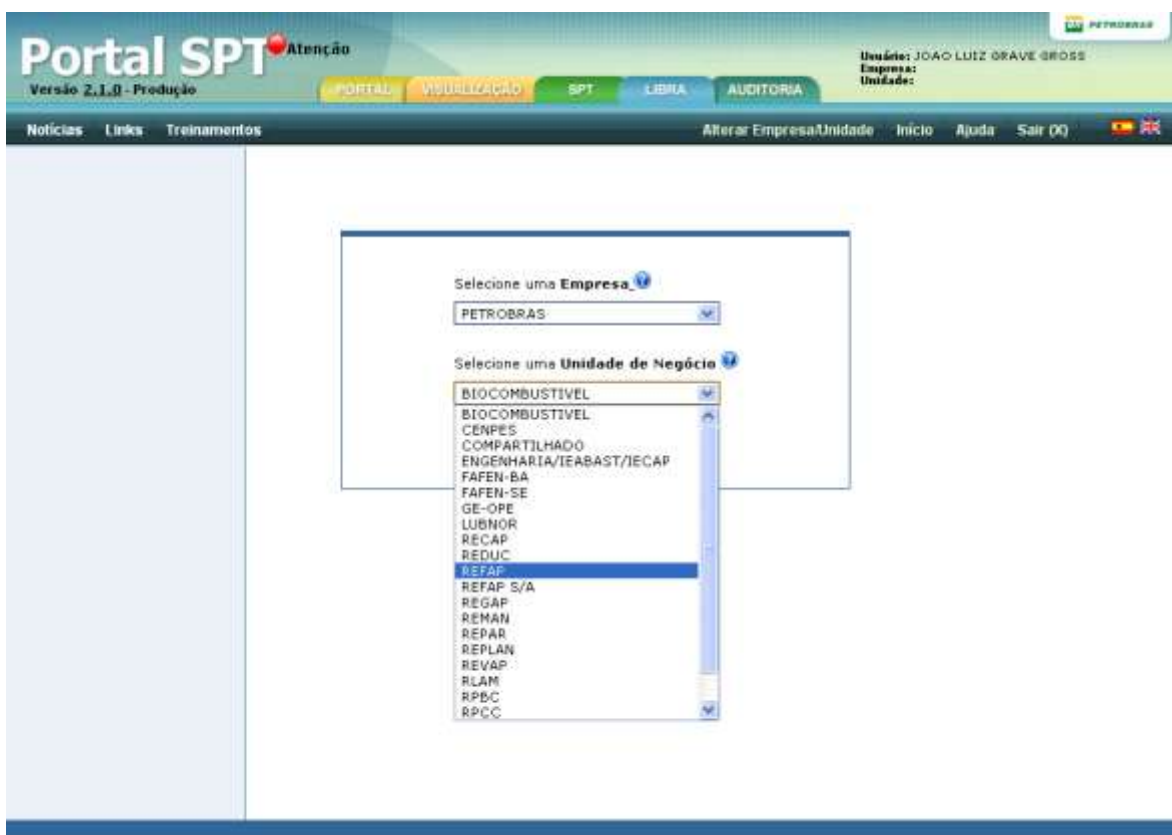 PETROBRAS
Portal SPT
Atenção
Versão 2.1.0 - Produção
Usuário: JOAO LUIZ GRAVE GROSS
Empresa:
Unidade:
PORTAL VISUALIZAÇÃO SPT LIBRA AUDITORIA
Notícias Links Treinamentos Alterar Empresa/Unidade Início Ajuda Sair (X)
Selecione uma Empresa
PETROBRAS
Selecione uma Unidade de Negócio
BIOCOMBUSTIVEL
BIOCOMBUSTIVEL
CENPES
COMPARTILHADO
ENGENHARIA/IEABAST/IECAP
FAFEN-BA
FAFEN-SE
GE-OPE
LUBNOR
RECAP
REDUC
REFAP
REFAP S/A
REGAP
REMAN
REPAR
REPLAN
REVAP
RLAM
RPBC
RPCC